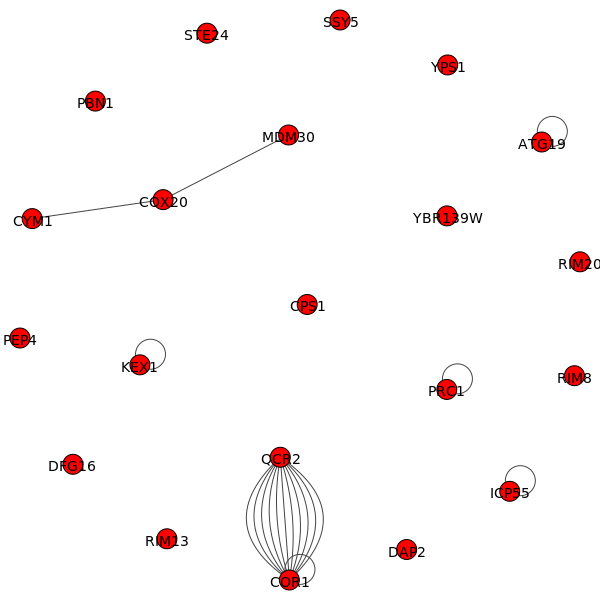 SSY5
STE24
YPS1
PBN1
MDM30
ATG19
COX20
CYM1
YBR139W
RIM20
CPS1
PEP4
KEX1
RIM8
PRC1
QCR2
DFG16
ICP55
RIM13
DAP2
COR1